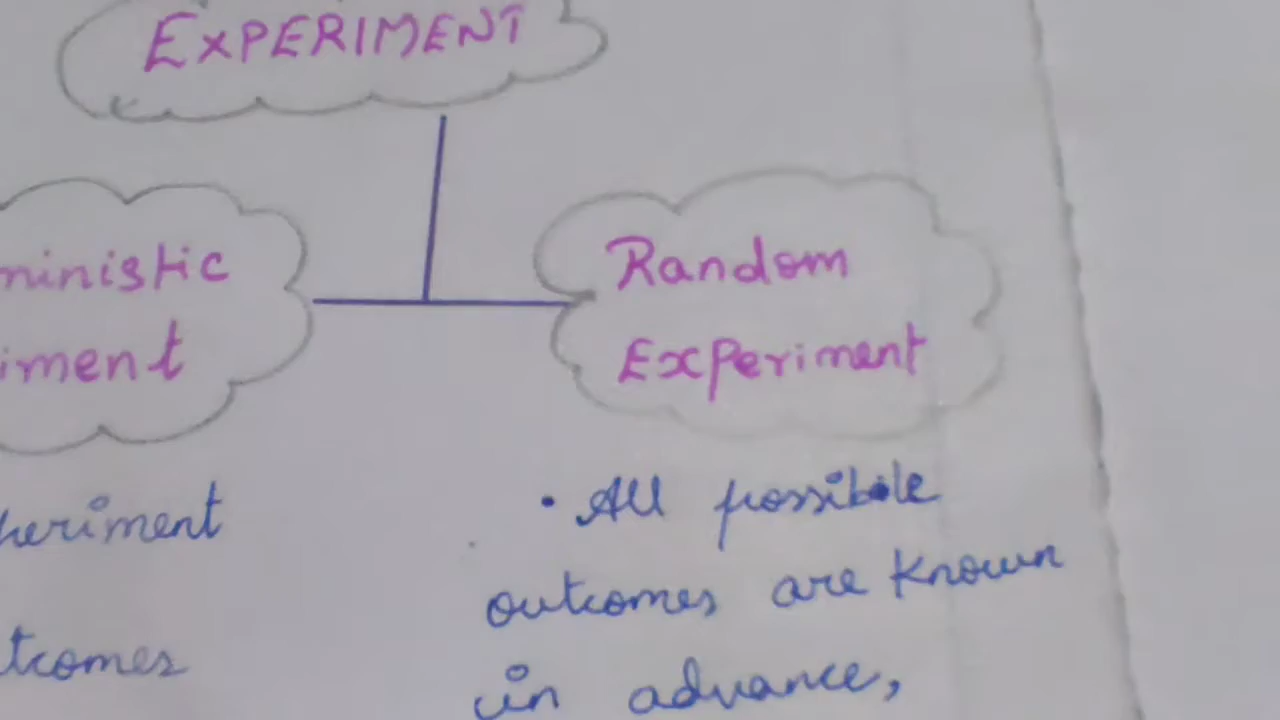 EXPERIMENT
ministic
iment
Random
Experiment
periment
tcomes
• All possible
outcomes are known
in advance,